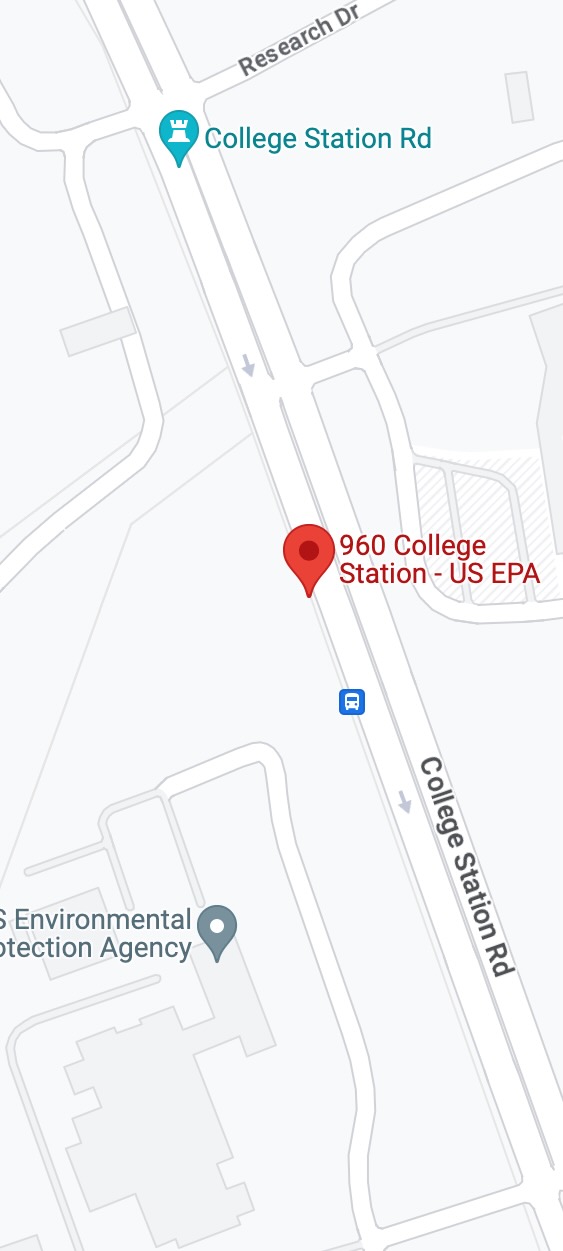 Research Dr
College Station Rd
960 College
Station - US EPA
College Station Rd
S Environmental
otection Agency